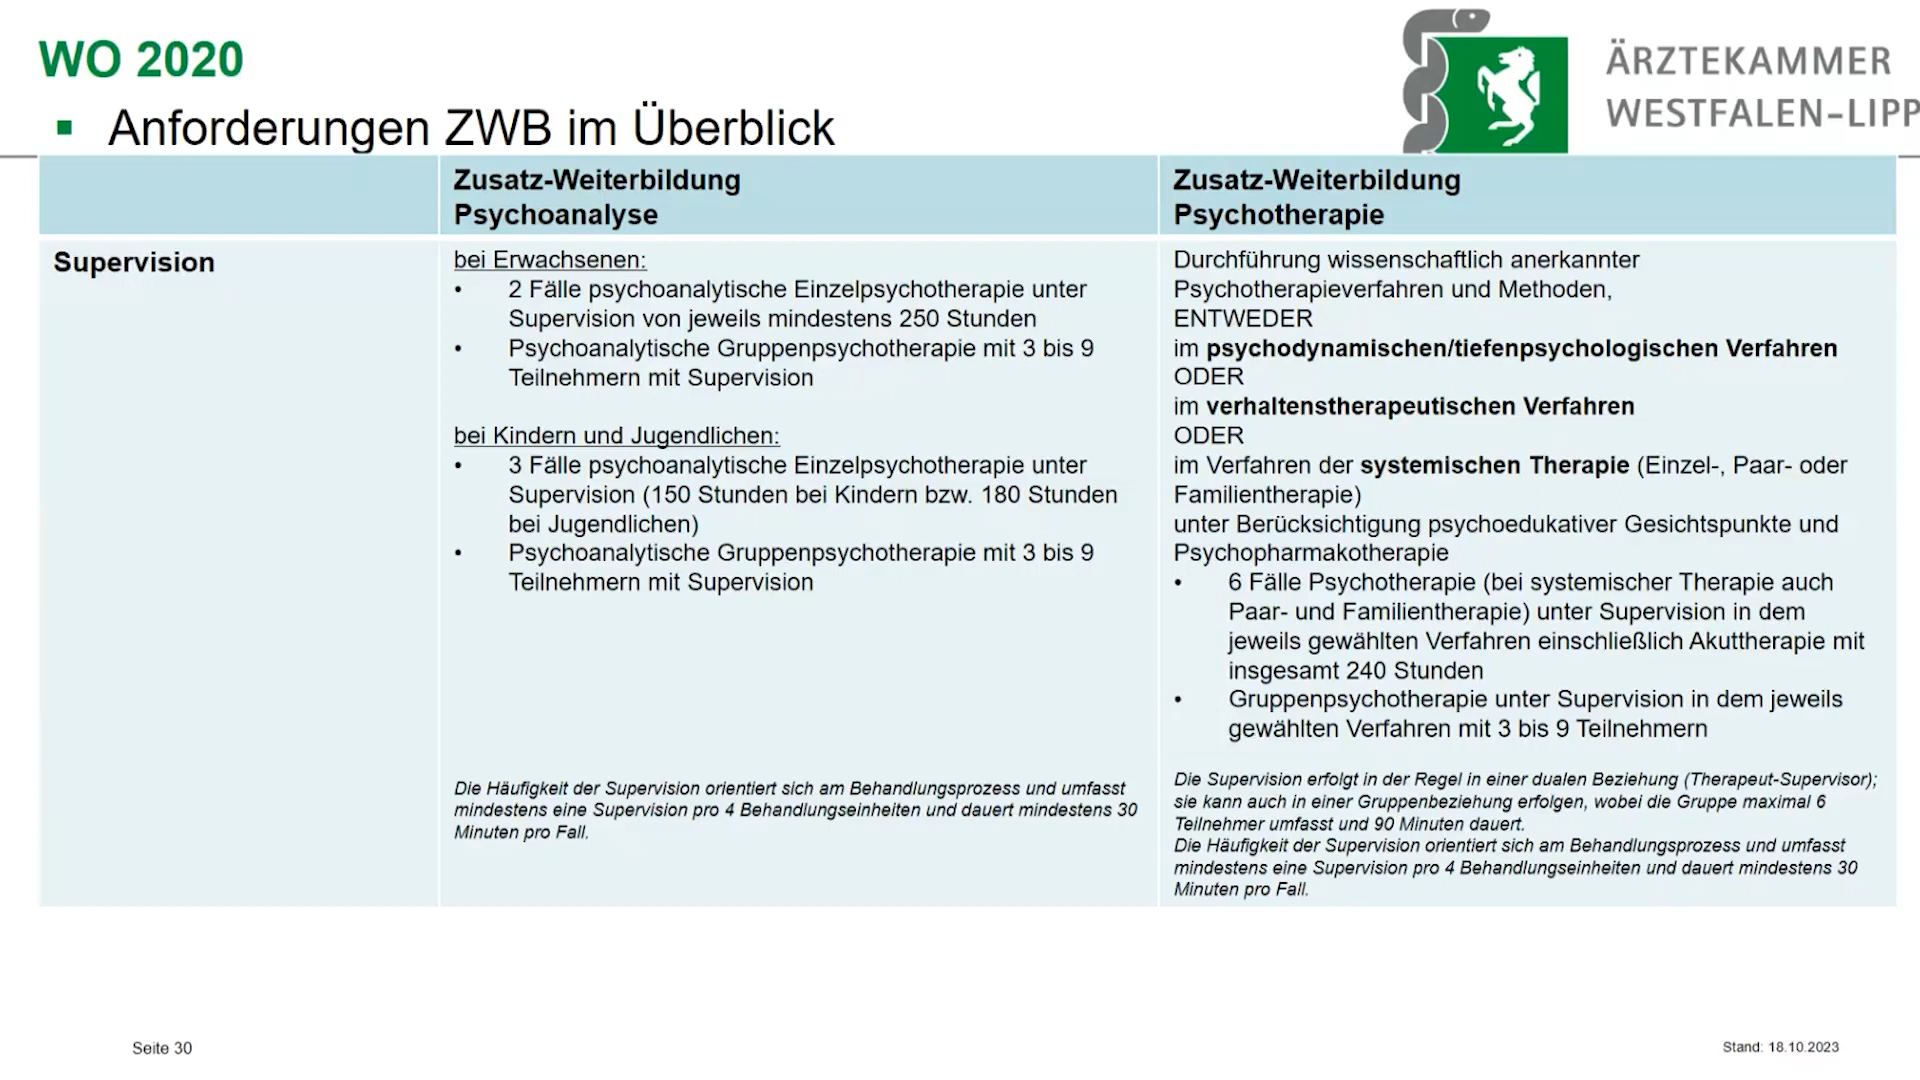 WO 2020
ÄRZTEKAMMER
WESTFALEN-LIPP
▪ Anforderungen ZWB im Überblick
Zusatz-Weiterbildung
Psychoanalyse
Zusatz-Weiterbildung
Psychotherapie
Supervision
bei Erwachsenen:
• 2 Fälle psychoanalytische Einzelpsychotherapie unter
Supervision von jeweils mindestens 250 Stunden
• Psychoanalytische Gruppenpsychotherapie mit 3 bis 9
Teilnehmern mit Supervision
bei Kindern und Jugendlichen:
• 3 Fälle psychoanalytische Einzelpsychotherapie unter
Supervision (150 Stunden bei Kindern bzw. 180 Stunden
bei Jugendlichen)
• Psychoanalytische Gruppenpsychotherapie mit 3 bis 9
Teilnehmern mit Supervision
Die Häufigkeit der Supervision orientiert sich am Behandlungsprozess und umfasst
mindestens eine Supervision pro 4 Behandlungseinheiten und dauert mindestens 30
Minuten pro Fall.
Durchführung wissenschaftlich anerkannter
Psychotherapieverfahren und Methoden,
ENTWEDER
im psychodynamischen/tiefenpsychologischen Verfahren
ODER
im verhaltenstherapeutischen Verfahren
ODER
im Verfahren der systemischen Therapie (Einzel-, Paar- oder
Familientherapie)
unter Berücksichtigung psychoedukativer Gesichtspunkte und
Psychopharmakotherapie
• 6 Fälle Psychotherapie (bei systemischer Therapie auch
Paar- und Familientherapie) unter Supervision in dem
jeweils gewählten Verfahren einschließlich Akuttherapie mit
insgesamt 240 Stunden
• Gruppenpsychotherapie unter Supervision in dem jeweils
gewählten Verfahren mit 3 bis 9 Teilnehmern
Die Supervision erfolgt in der Regel in einer dualen Beziehung (Therapeut-Supervisor);
sie kann auch in einer Gruppenbeziehung erfolgen, wobei die Gruppe maximal 6
Teilnehmer umfasst und 90 Minuten dauert.
Die Häufigkeit der Supervision orientiert sich am Behandlungsprozess und umfasst
mindestens eine Supervision pro 4 Behandlungseinheiten und dauert mindestens 30
Minuten pro Fall.
Seite 30
Stand: 18.10.2023